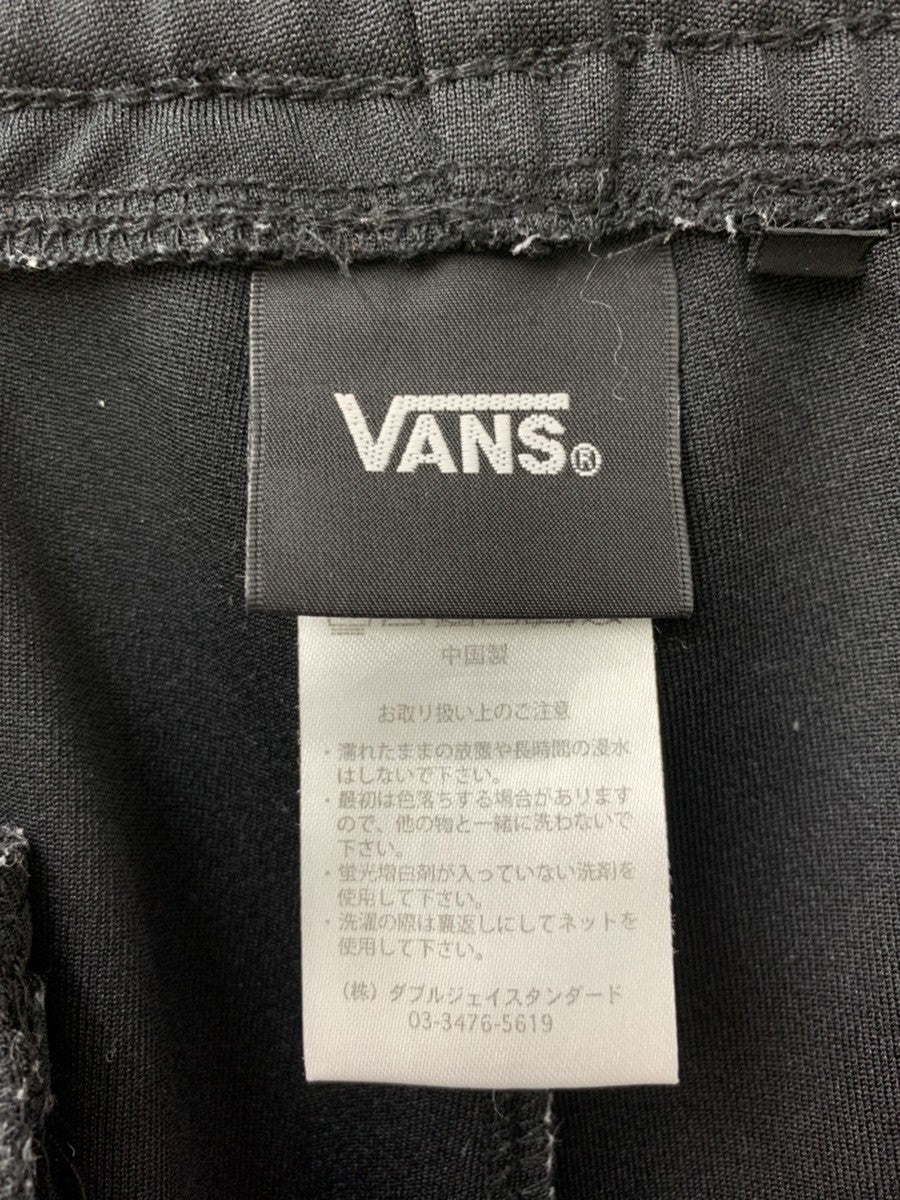 VANS®
中国製
お取り扱い上のご注意
・濡れたままの放置や長時間の浸水
はしないで下さい。
・最初は色落ちする場合があります
ので、他の物と一緒に洗わないで
下さい。
・蛍光増白剤が入っていない洗剤を
使用して下さい。
・洗濯の際は裏返しにしてネットを
使用して下さい。
（株）ダブルジェイスタンダード
03-3476-5619